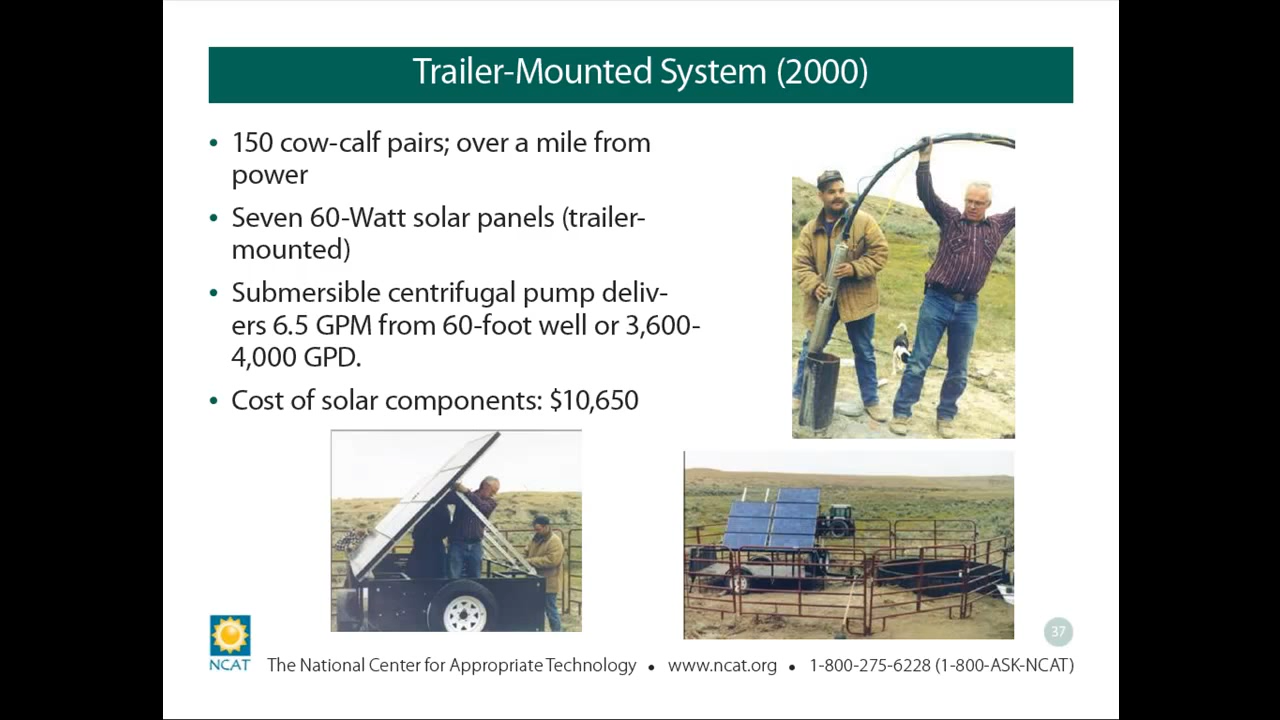 Trailer-Mounted System (2000)
• 150 cow-calf pairs; over a mile from
power
• Seven 60-Watt solar panels (trailer-
mounted)
• Submersible centrifugal pump deliv-
ers 6.5 GPM from 60-foot well or 3,600-
4,000 GPD.
• Cost of solar components: $10,650
37
NCAT
The National Center for Appropriate Technology • www.ncat.org • 1-800-275-6228 (1-800-ASK-NCAT)